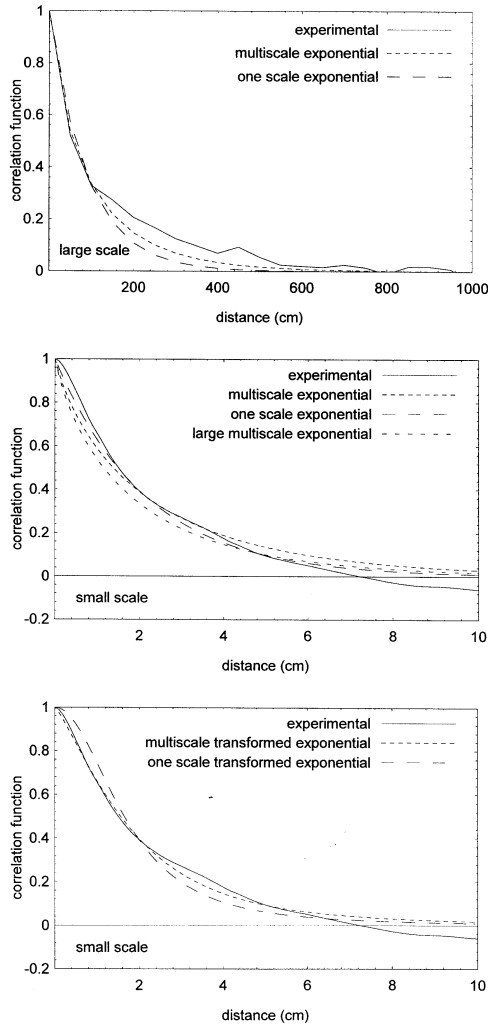 1
experimental
multiscale exponential
one scale exponential
0.8
0.6
correlation function
0.4
0.2
large scale
0
200
400
600
800
1000
distance (cm)
1
experimental
multiscale exponential
one scale exponential
large multiscale exponential
0.8
0.6
correlation function
0.4
0.2
0
small scale
-0.2
2
4
6
8
10
distance (cm)
1
experimental
multiscale transformed exponential
one scale transformed exponential
0.8
0.6
correlation function
0.4
0.2
0
small scale
-0.2
2
4
6
8
10
distance (cm)